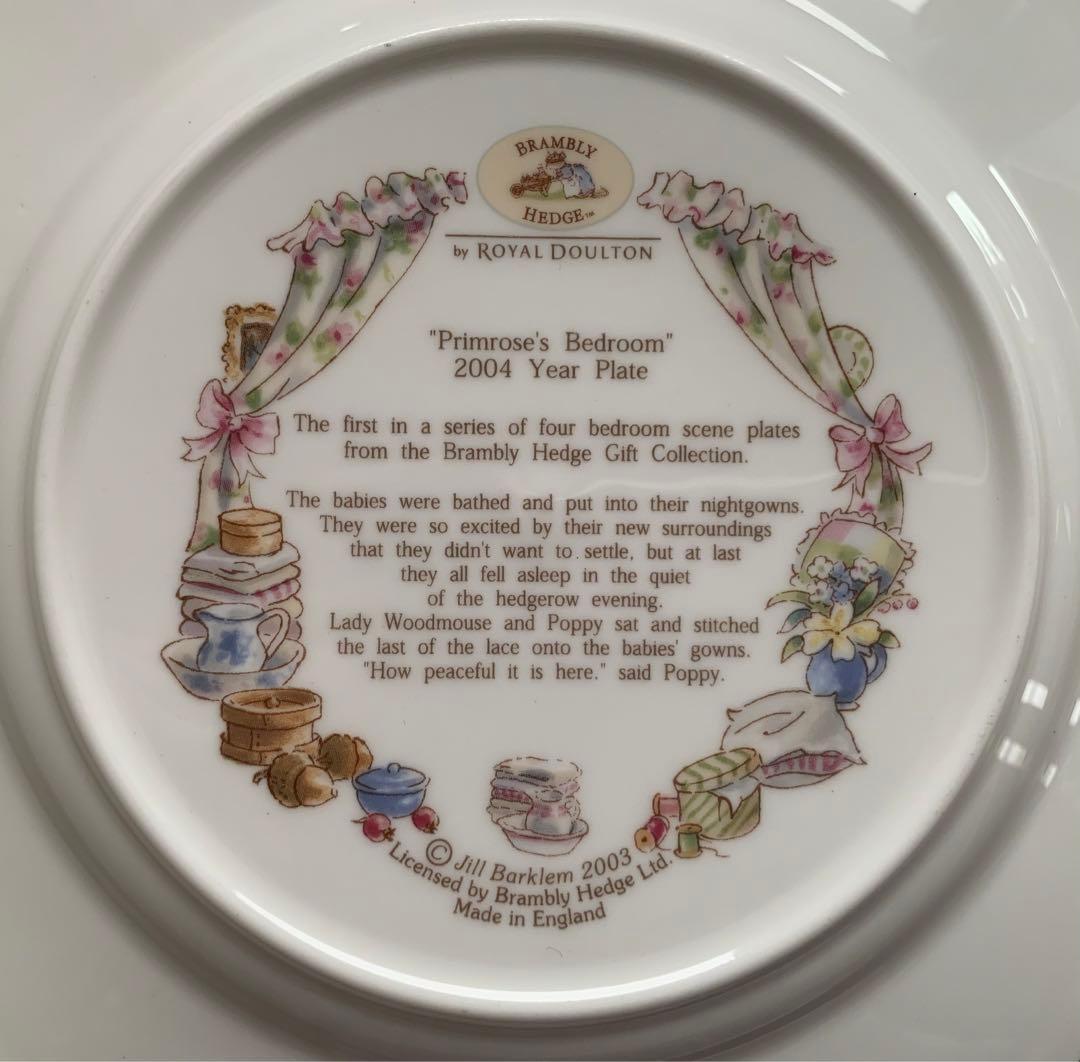 BRAMBLY
HEDGE™
by ROYAL DOULTON
"Primrose's Bedroom"
2004 Year Plate
The first in a series of four bedroom scene plates
from the Brambly Hedge Gift Collection.
The babies were bathed and put into their nightgowns.
They were so excited by their new surroundings
that they didn't want to settle, but at last
they all fell asleep in the quiet
of the hedgerow evening.
Lady Woodmouse and Poppy sat and stitched
the last of the lace onto the babies' gowns.
"How peaceful it is here." said Poppy.
© Jill Barklem 2003
Licensed by Brambly Hedge Ltd.
Made in England